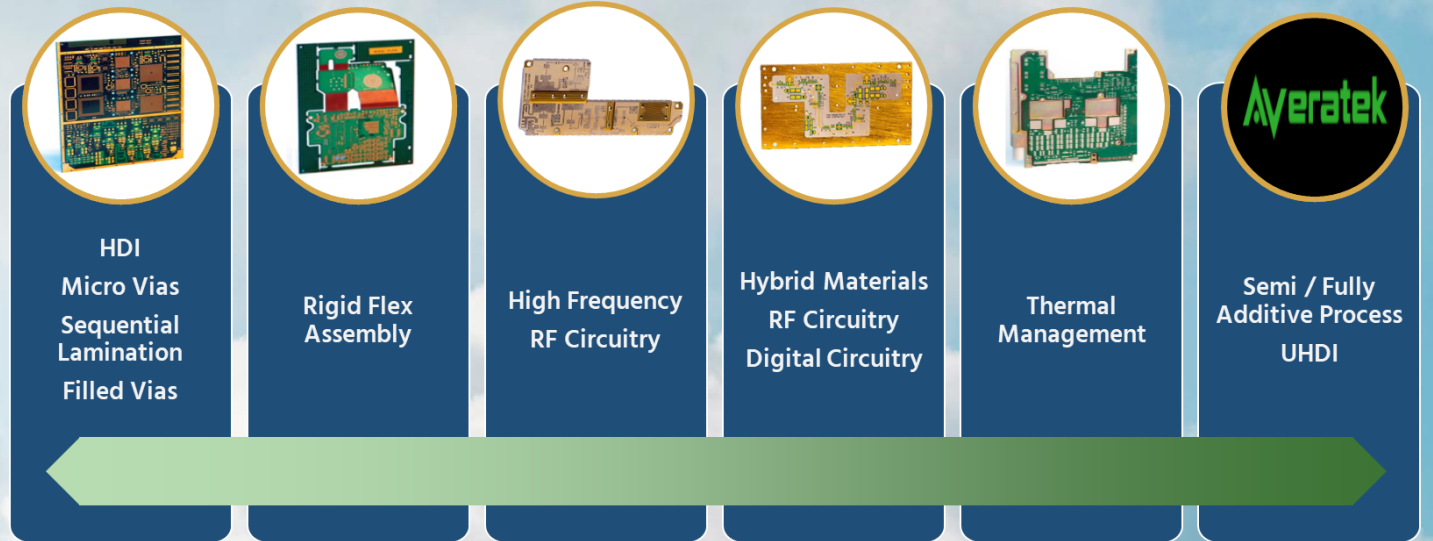 HDI
Micro Vias
Sequential
Lamination
Filled Vias
Rigid Flex
Assembly
High Frequency
RF Circuitry
Hybrid Materials
RF Circuitry
Digital Circuitry
Thermal
Management
Averatek
Semi / Fully
Additive Process
UHDI